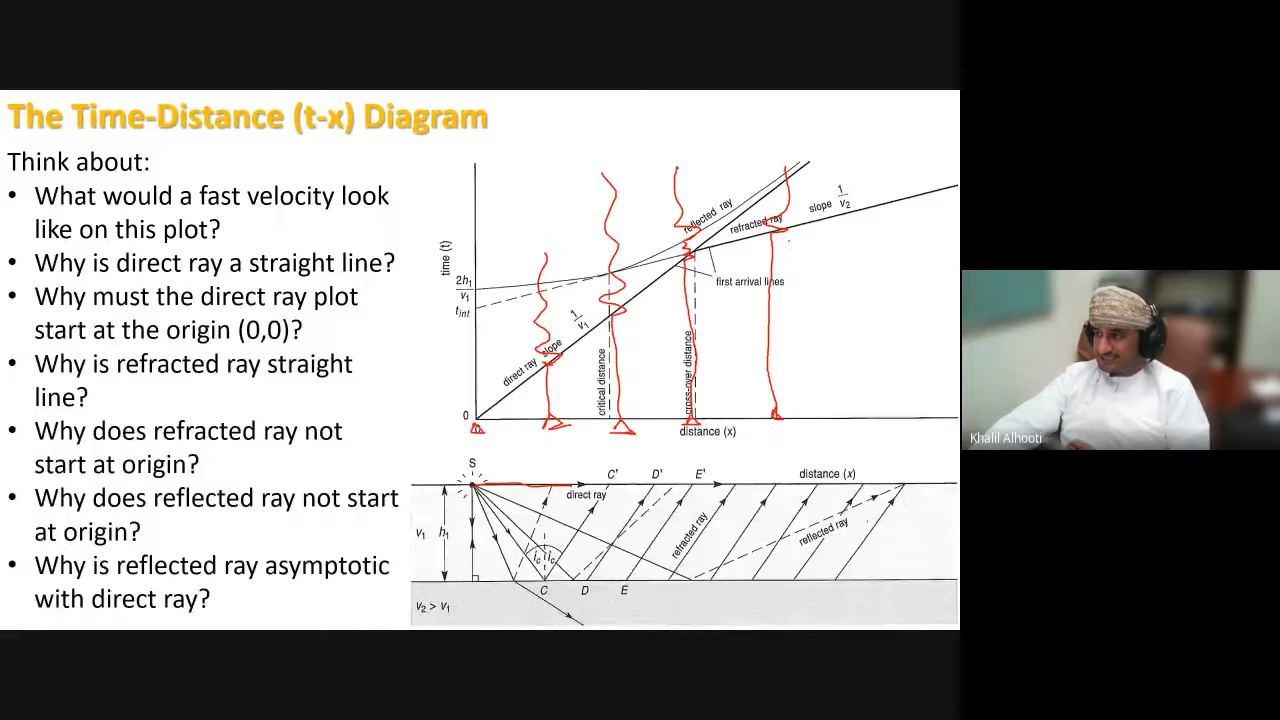 The Time-Distance (t-x) Diagram
Think about:
• What would a fast velocity look
like on this plot?
• Why is direct ray a straight line?
• Why must the direct ray plot
start at the origin (0,0)?
• Why is refracted ray straight
line?
• Why does refracted ray not
start at origin?
• Why does reflected ray not start
at origin?
• Why is reflected ray asymptotic
with direct ray?
time (t)
2h₁
v₁
t_int
0
0
direct ray
slope
1
v₁
critical distance
cross-over distance
reflected ray
refracted ray
slope
1
v₂
first arrival lines
distance (x)
S
C'
D'
E'
distance (x)
direct ray
v₁
h₁
i_c
i_c
refracted ray
reflected ray
C
D
E
v₂ > v₁
Khalil Alhooti